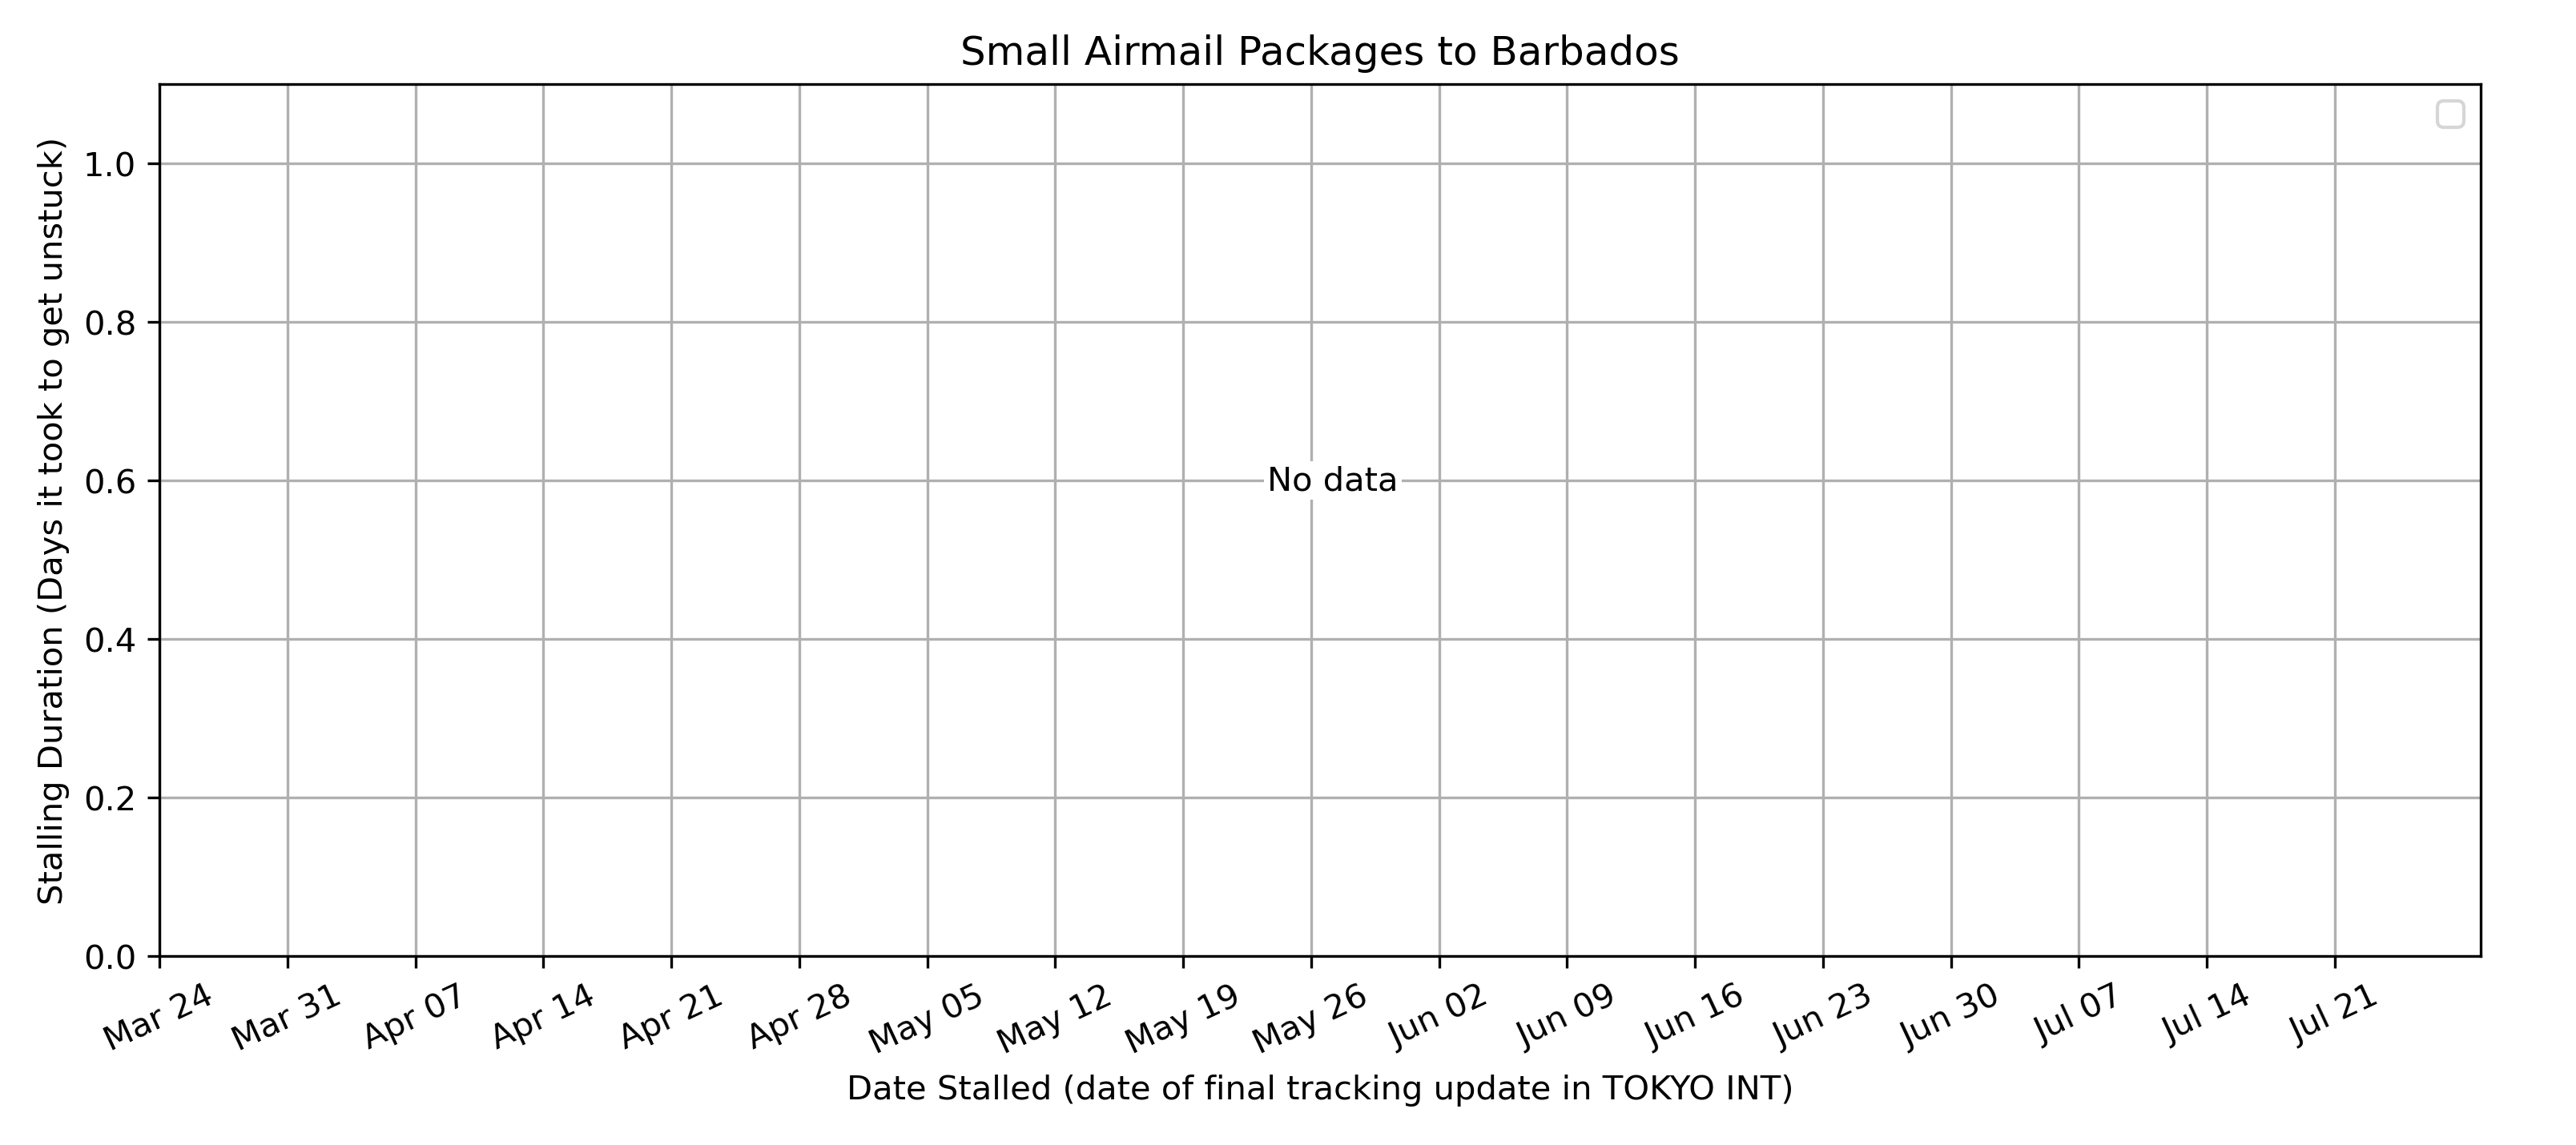 Small Airmail Packages to Barbados
Stalling Duration (Days it took to get unstuck)
1.0
0.8
0.6
0.4
0.2
0.0
No data
Mar 24 Mar 31 Apr 07 Apr 14 Apr 21 Apr 28 May 05 May 12 May 19 May 26 Jun 02 Jun 09 Jun 16 Jun 23 Jun 30 Jul 07 Jul 14 Jul 21
Date Stalled (date of final tracking update in TOKYO INT)